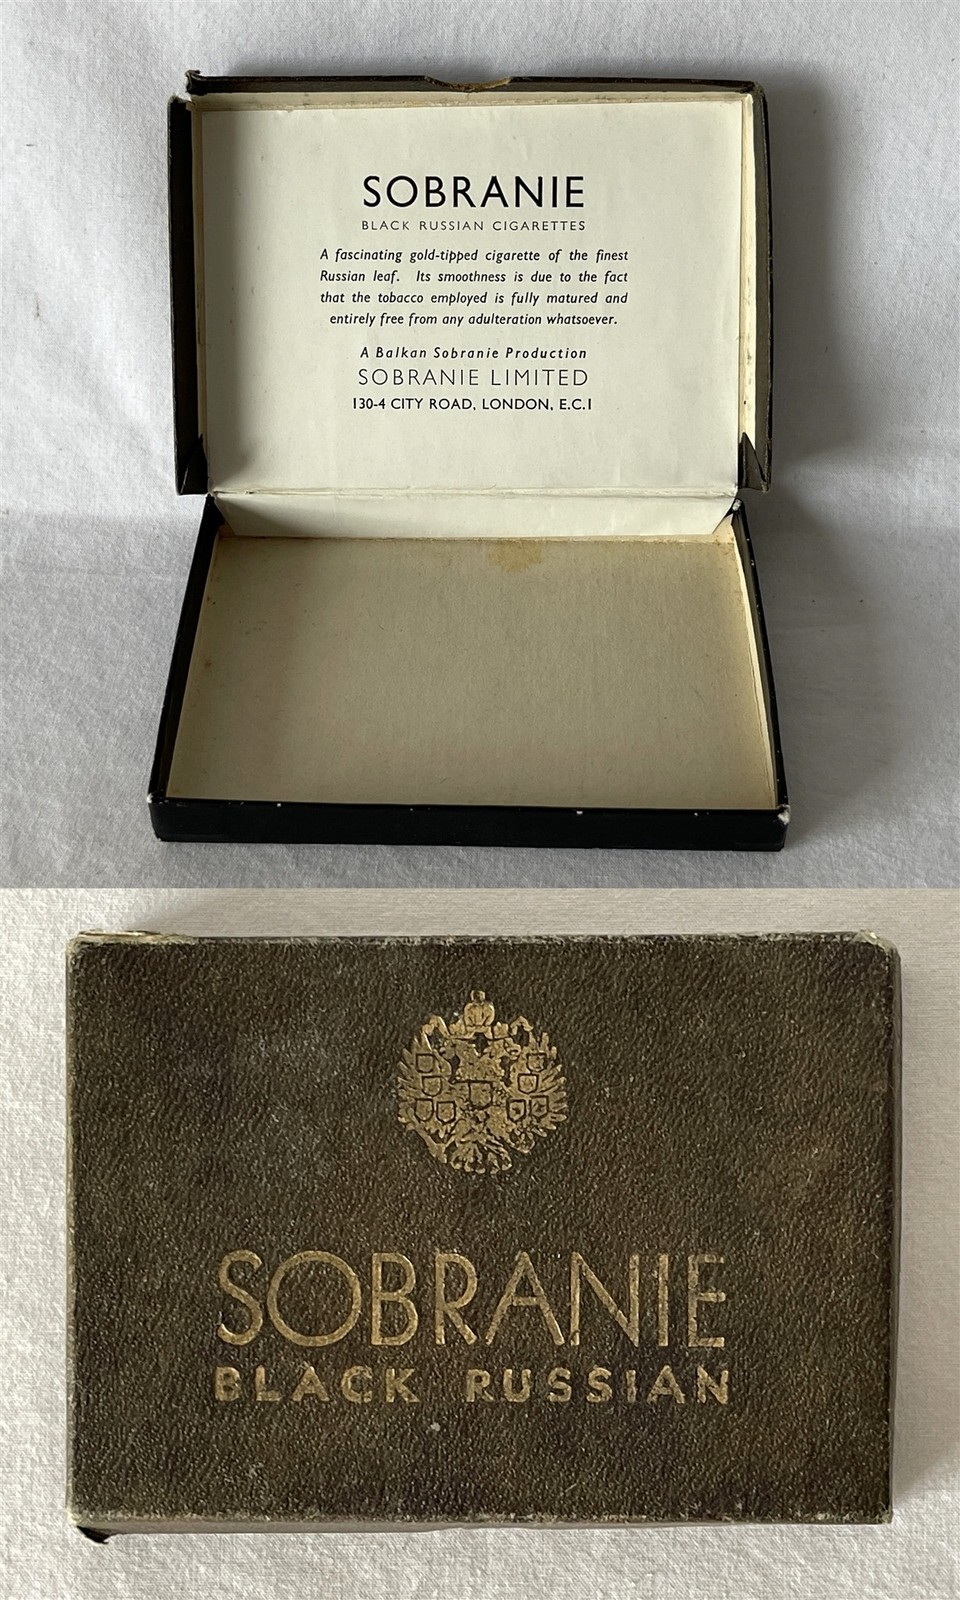 SOBRANIE
BLACK RUSSIAN CIGARETTES
A fascinating gold-tipped cigarette of the finest
Russian leaf. Its smoothness is due to the fact
that the tobacco employed is fully matured and
entirely free from any adulteration whatsoever.
A Balkan Sobranie Production
SOBRANIE LIMITED
130-4 CITY ROAD, LONDON, E.C.1
SOBRANIE
BLACK RUSSIAN